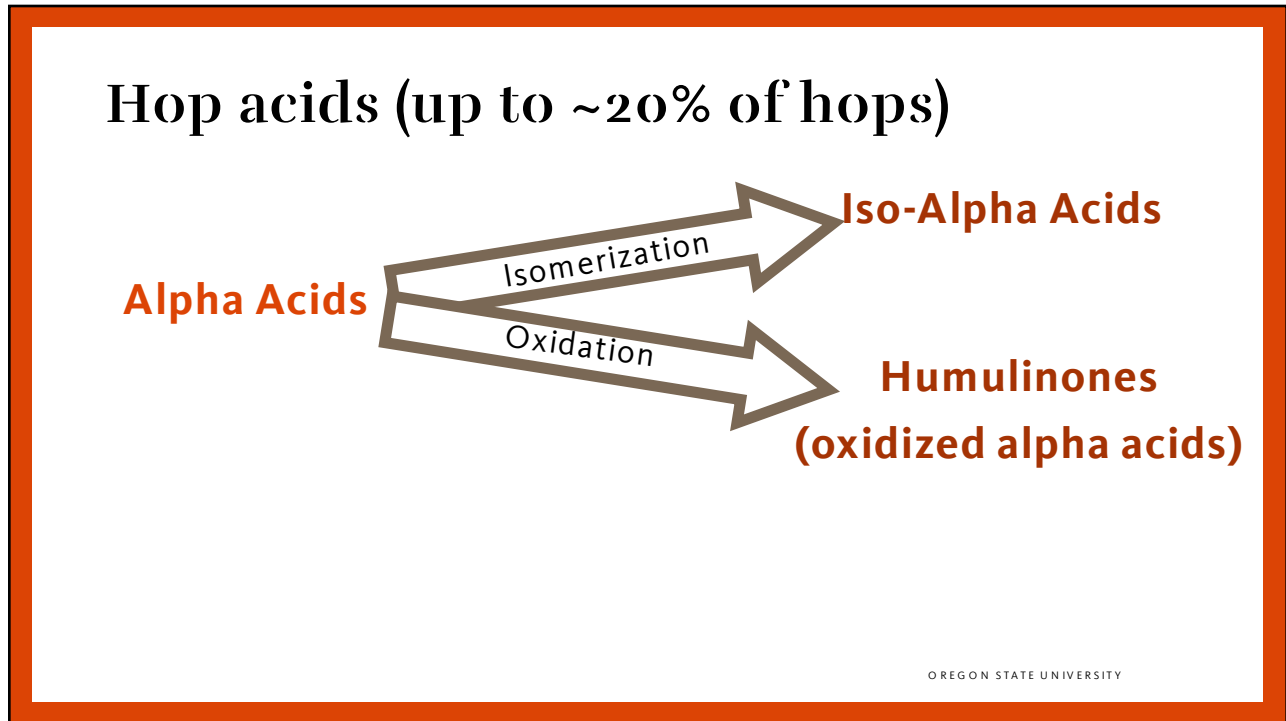 Hop acids (up to ~20% of hops)
Iso-Alpha Acids
Isomerization
Alpha Acids
Oxidation
Humulinones
(oxidized alpha acids)
OREGON STATE UNIVERSITY